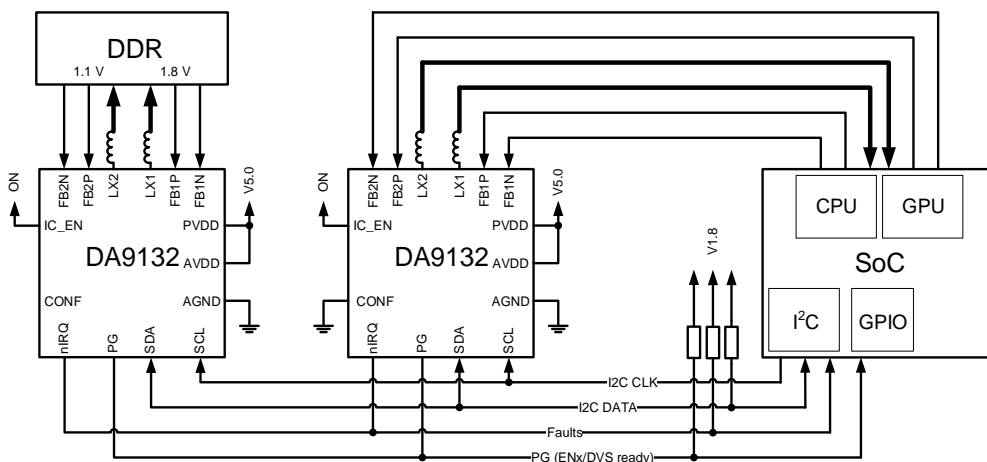 DDR
1.1 V 1.8 V
FB2N FB2P LX2 LX1 FB1P FB1N
ON
IC_EN
V5.0
PVDD
DA9132
AVDD
CONF
AGND
nIRQ PG SDA SCL
FB2N FB2P LX2 LX1 FB1P FB1N
ON
IC_EN
V5.0
PVDD
DA9132
AVDD
CONF
AGND
nIRQ PG SDA SCL
V1.8
CPU GPU
SoC
I2C GPIO
I2C CLK
I2C DATA
Faults
PG (ENx/DVS ready)